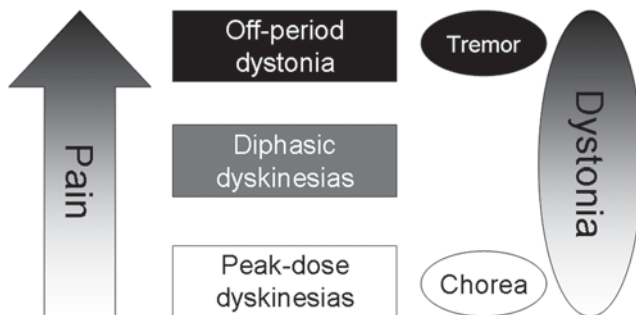 Off-period
dystonia
Tremor
Diphasic
dyskinesias
Peak-dose
dyskinesias
Chorea
Pain
Dystonia